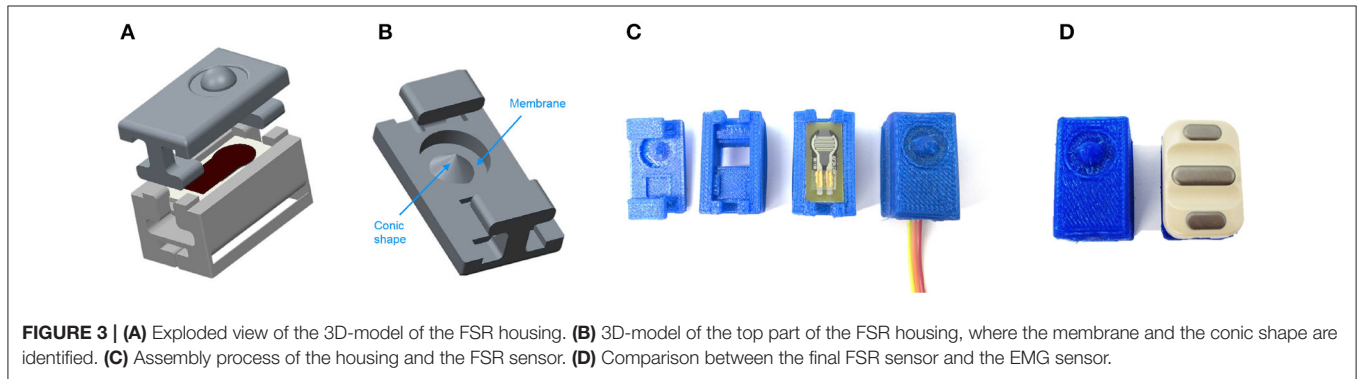 A
B
C
D
Membrane
Conic
shape
FIGURE 3 | (A) Exploded view of the 3D-model of the FSR housing. (B) 3D-model of the top part of the FSR housing, where the membrane and the conic shape are
identified. (C) Assembly process of the housing and the FSR sensor. (D) Comparison between the final FSR sensor and the EMG sensor.